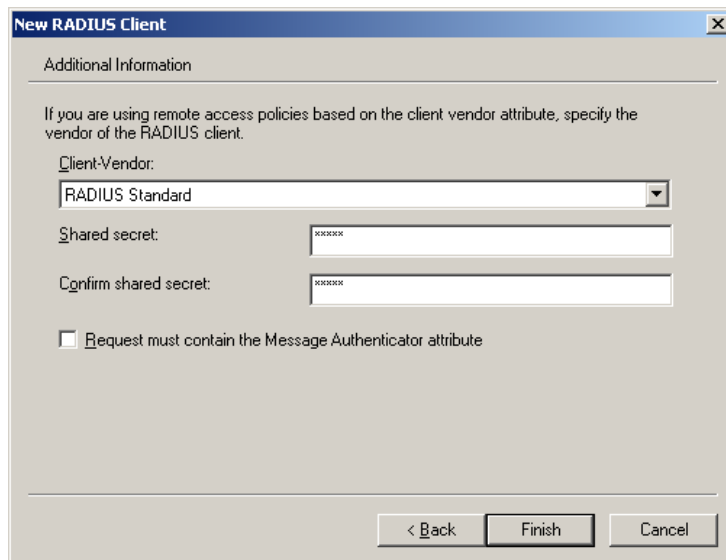 New RADIUS Client
Additional Information
If you are using remote access policies based on the client vendor attribute, specify the
vendor of the RADIUS client.
Client-Vendor:
RADIUS Standard
Shared secret: xxxxx
Confirm shared secret: xxxxx
Request must contain the Message Authenticator attribute
< Back Finish Cancel